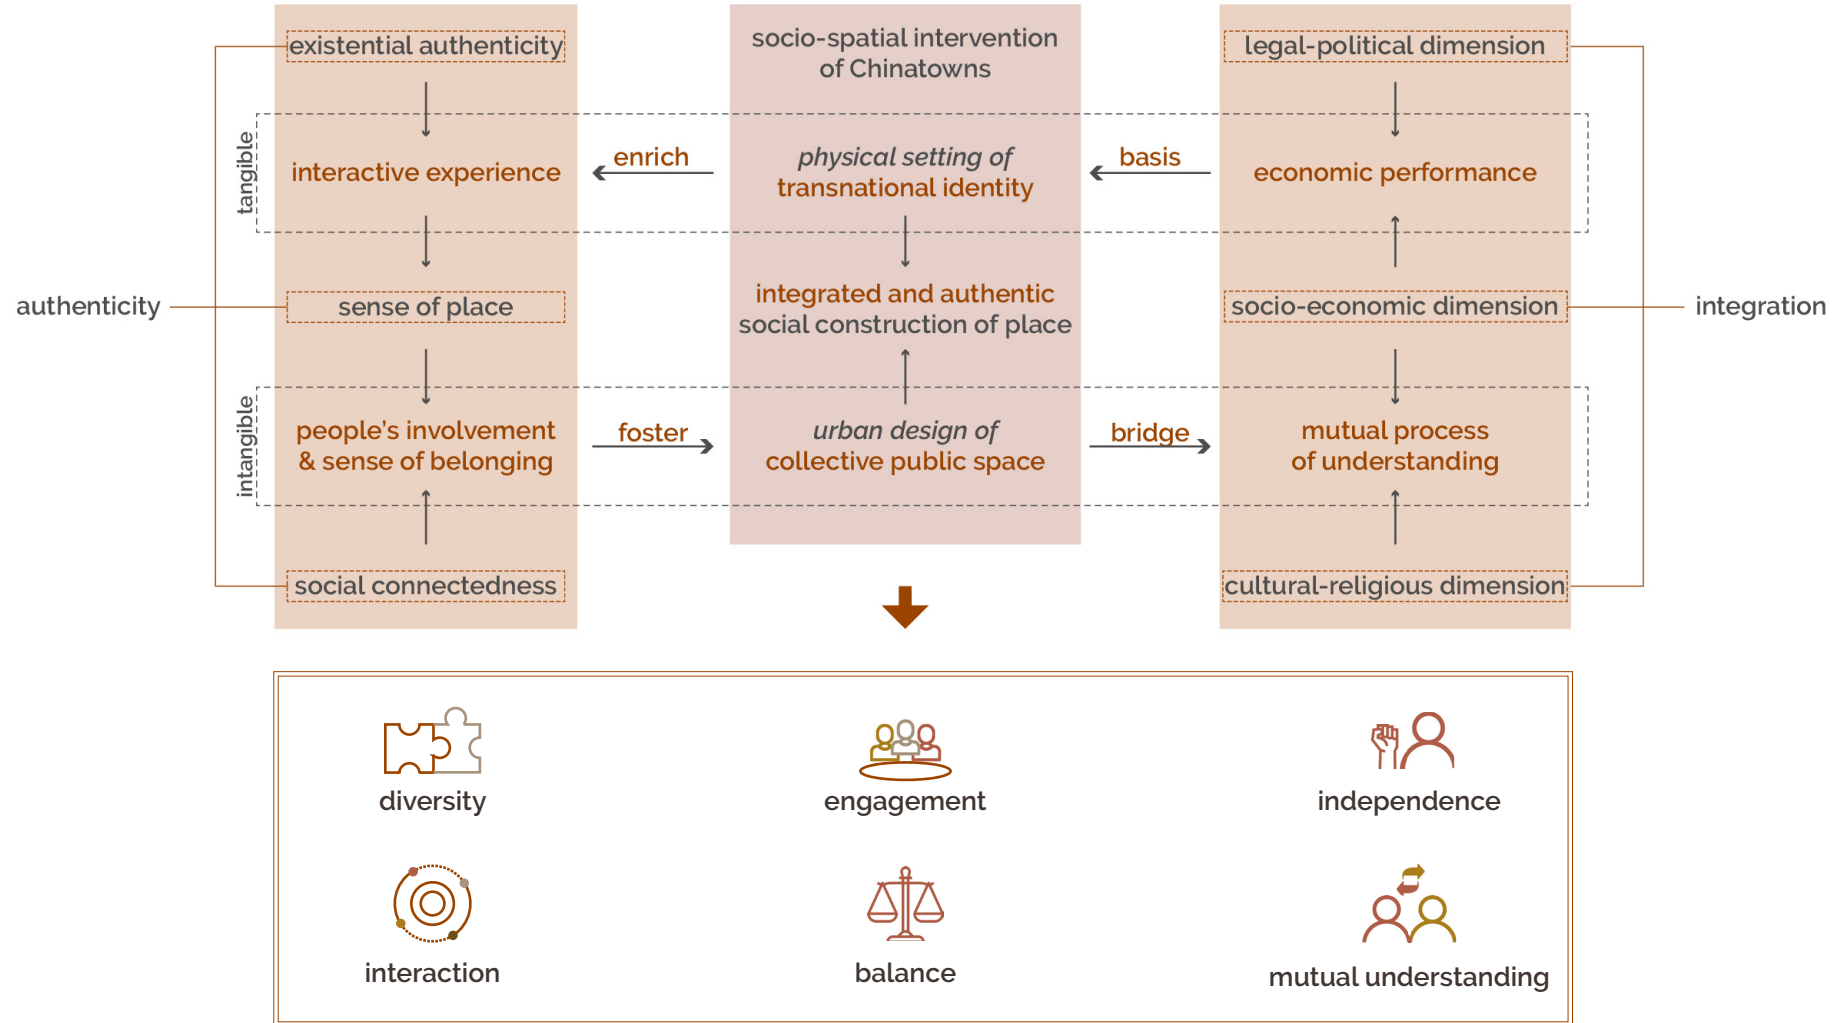 existential authenticity
socio-spatial intervention
of Chinatowns
legal-political dimension
tangible
interactive experience
enrich
physical setting of
transnational identity
basis
economic performance
authenticity
sense of place
integrated and authentic
social construction of place
socio-economic dimension
integration
intangible
people's involvement
& sense of belonging
foster
urban design of
collective public space
bridge
mutual process
of understanding
social connectedness
cultural-religious dimension
diversity
engagement
independence
interaction
balance
mutual understanding